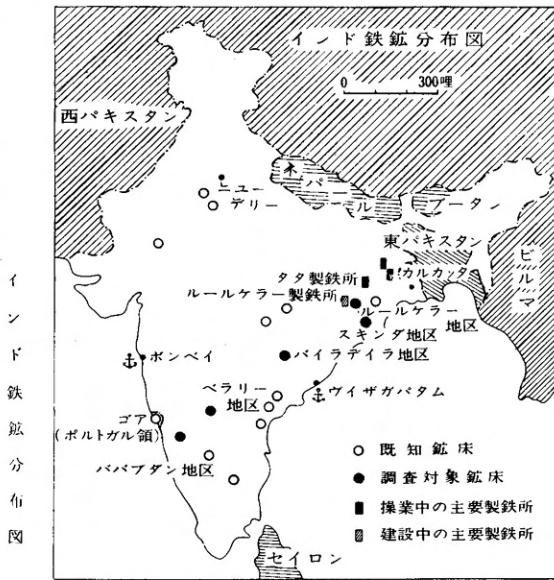 インド鉄鉱分布図
0 300哩
西パキスタン
ネパール
ブータン
ニュー
デリー
東パキスタン
ビルマ
カルカッタ
タタ製鉄所
ルールケラー製鉄所
ルールケラー
地区
スキンダ地区
ボンベイ
バイラデイラ地区
ベラリー
地区
ヴイザガパタム
ゴア
(ポルトガル領)
ババブダン地区
既知鉱床
調査対象鉱床
操業中の主要製鉄所
建設中の主要製鉄所
セイロン
インド鉄鉱分布図